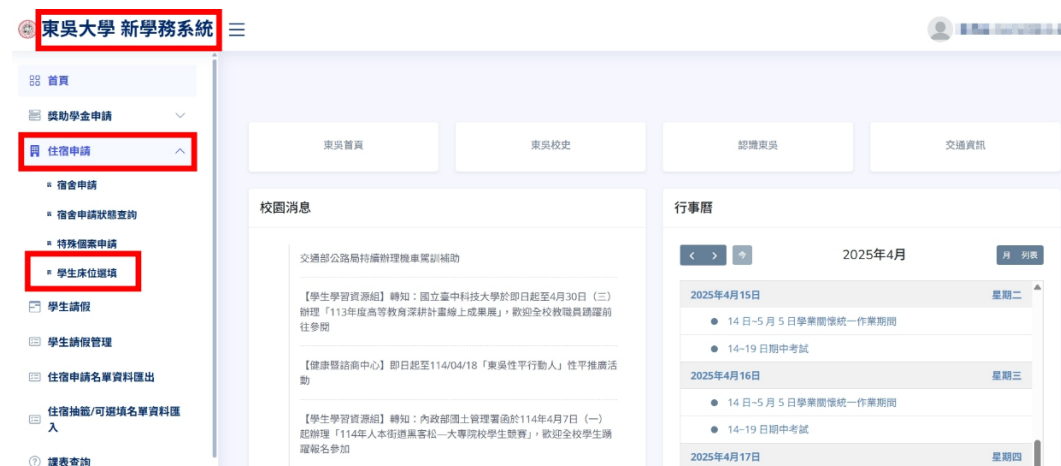 東吳大學 新學務系統
首頁
獎助學金申請
住宿申請
宿舍申請
宿舍申請狀態查詢
特殊個案申請
學生床位選填
學生請假
學生請假管理
住宿申請名單資料匯出
住宿抽籤/可選填名單資料匯
入
課表查詢
東吳首頁
東吳校史
認識東吳
交通資訊
校園消息
交通部公路局持續辦理機車駕訓補助
【學生學習資源組】轉知：國立臺中科技大學於即日起至4月30日（三）
辦理「113年度高等教育深耕計畫線上成果展」，歡迎全校教職員踴躍前
往參閱
【健康暨諮商中心】即日起至114/04/18「東吳性平行動人」性平推廣活
動
【學生學習資源組】轉知：內政部國土管理署函於114年4月7日（一）
起辦理「114年人本街道黑客松—大專院校學生競賽」，歡迎全校學生踴
躍報名參加
行事曆
今
2025年4月
月 列表
2025年4月15日 星期二
14 日~5 月 5 日學業關懷統一作業期間
14~19 日期中考試
2025年4月16日 星期三
14 日~5 月 5 日學業關懷統一作業期間
14~19 日期中考試
2025年4月17日 星期四